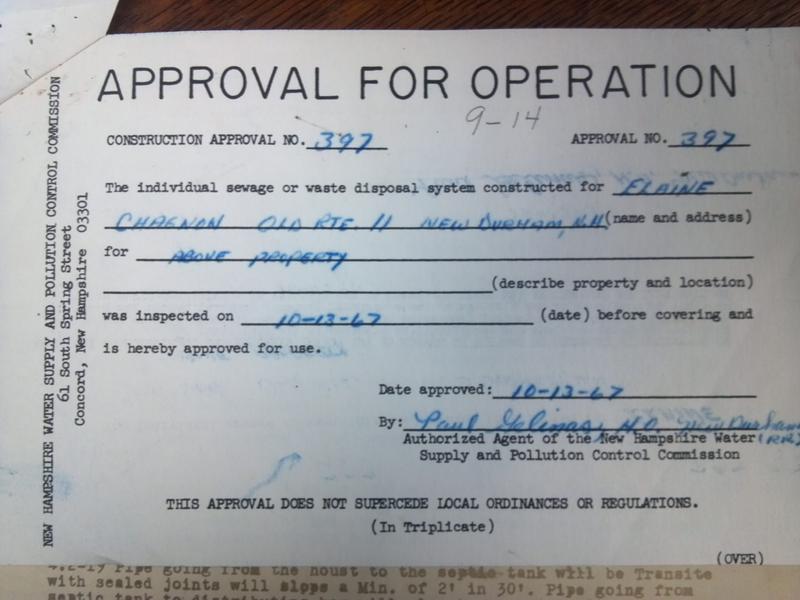 NEW HAMPSHIRE WATER SUPPLY AND POLLUTION CONTROL COMMISSION
61 South Spring Street
Concord, New Hampshire 03301
APPROVAL FOR OPERATION
9-14
CONSTRUCTION APPROVAL NO. 397 APPROVAL NO. 397
The individual sewage or waste disposal system constructed for ELAINE
CHAGNON OLD RTE. 11 NEW DURHAM, N.H (name and address)
for ABOVE PROPERTY
(describe property and location)
was inspected on 10-13-67 (date) before covering and
is hereby approved for use.
Date approved: 10-13-67
By: Paul Gelinas, H.O. New Durham
Authorized Agent of the New Hampshire Water
Supply and Pollution Control Commission
THIS APPROVAL DOES NOT SUPERCEDE LOCAL ORDINANCES OR REGULATIONS.
(In Triplicate)
(OVER)
Pipe going from the houst to the septic tank will be Transite
with sealed joints will slope a Min. of 2' in 30'. Pipe going from
septic tank to